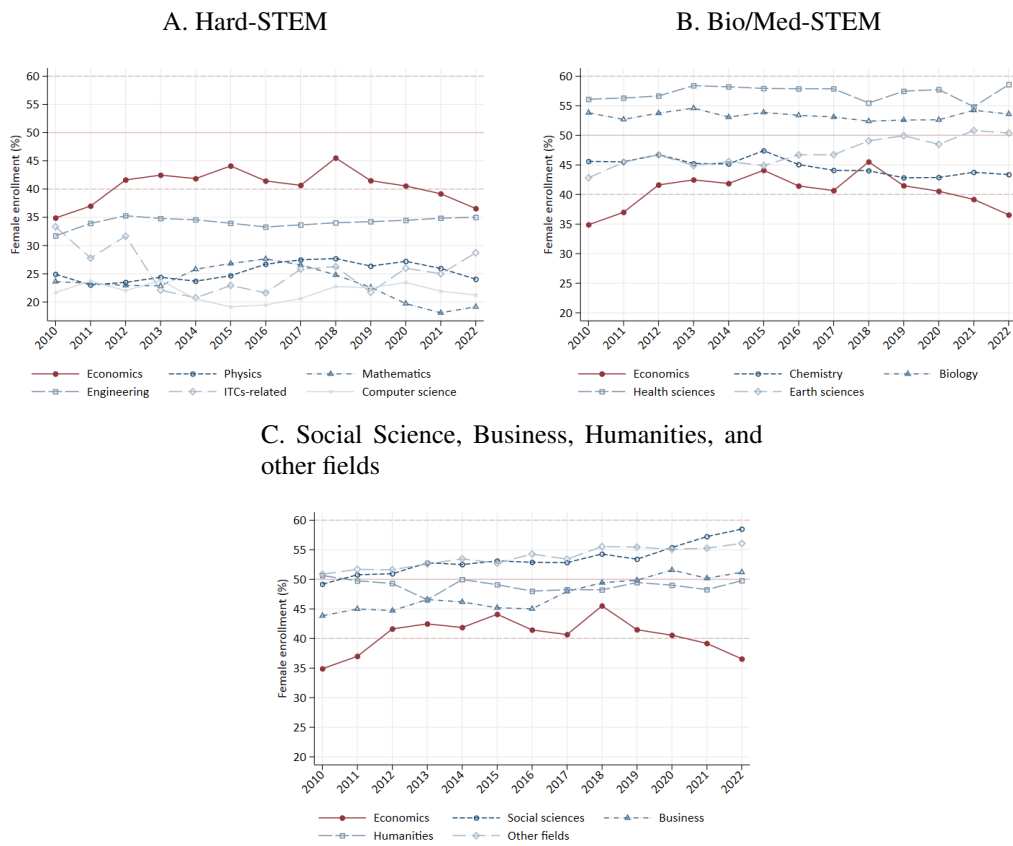 A. Hard-STEM
Female enrollment (%)
60
55
50
45
40
35
30
25
20
2010 2011 2012 2013 2014 2015 2016 2017 2018 2019 2020 2021 2022
Economics Physics Mathematics
Engineering ITCs-related Computer science
B. Bio/Med-STEM
Female enrollment (%)
60
55
50
45
40
35
30
25
20
2010 2011 2012 2013 2014 2015 2016 2017 2018 2019 2020 2021 2022
Economics Chemistry Biology
Health sciences Earth sciences
C. Social Science, Business, Humanities, and
other fields
Female enrollment (%)
60
55
50
45
40
35
30
25
20
2010 2011 2012 2013 2014 2015 2016 2017 2018 2019 2020 2021 2022
Economics Social sciences Business
Humanities Other fields